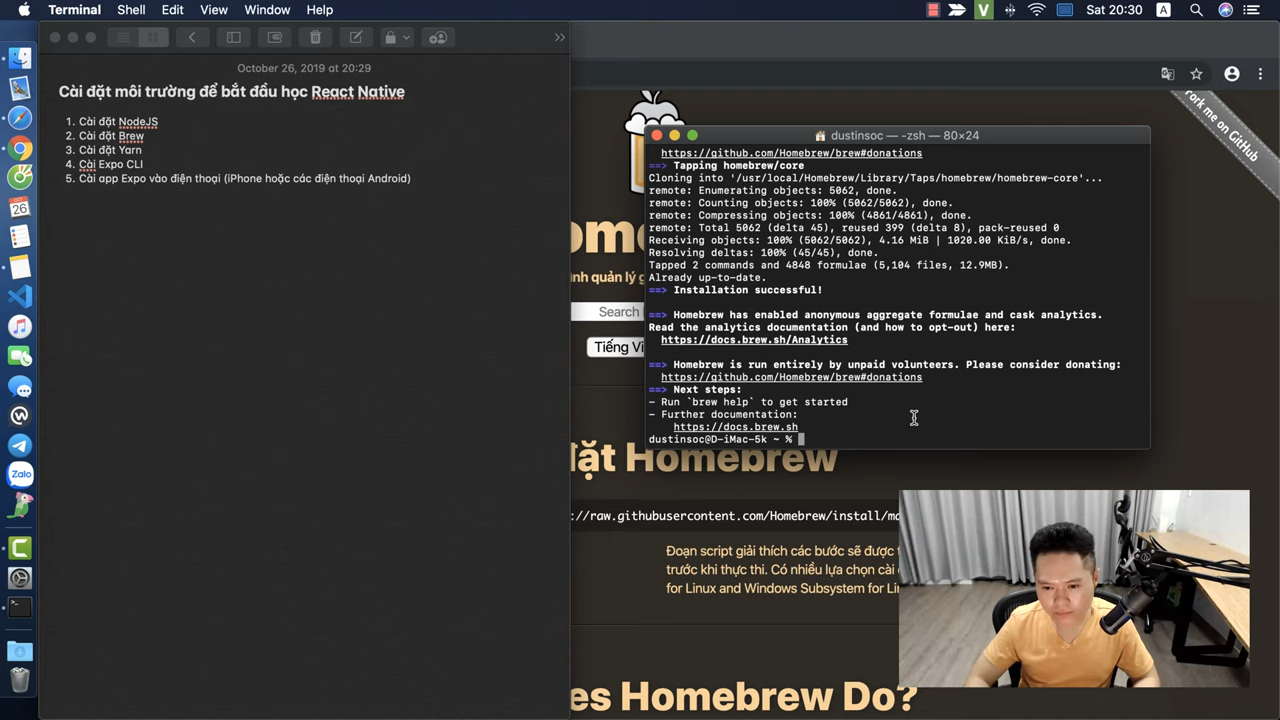 Terminal Shell Edit View Window Help
Sat 20:30 A
October 26, 2019 at 20:29
Cài đặt môi trường để bắt đầu học React Native
1. Cài đặt NodeJS
2. Cài đặt Brew
3. Cài đặt Yarn
4. Cài Expo CLI
5. Cài app Expo vào điện thoại (iPhone hoặc các điện thoại Android)
OCT
26
Zalo
Fork me on GitHub
dustinsoc — -zsh — 80×24
https://github.com/Homebrew/brew#donations
==> Tapping homebrew/core
Cloning into '/usr/local/Homebrew/Library/Taps/homebrew/homebrew-core'...
remote: Enumerating objects: 5062, done.
remote: Counting objects: 100% (5062/5062), done.
remote: Compressing objects: 100% (4861/4861), done.
remote: Total 5062 (delta 45), reused 399 (delta 8), pack-reused 0
Receiving objects: 100% (5062/5062), 4.16 MiB | 1020.00 KiB/s, done.
Resolving deltas: 100% (45/45), done.
Tapped 2 commands and 4848 formulae (5,104 files, 12.9MB).
Already up-to-date.
==> Installation successful!
==> Homebrew has enabled anonymous aggregate formulae and cask analytics.
Read the analytics documentation (and how to opt-out) here:
https://docs.brew.sh/Analytics
==> Homebrew is run entirely by unpaid volunteers. Please consider donating:
https://github.com/Homebrew/brew#donations
==> Next steps:
- Run `brew help` to get started
- Further documentation:
https://docs.brew.sh
dustinsoc@D-iMac-5k ~ %
ome
ình quản lý g
Search
Tiếng Vi
đặt Homebrew
://raw.githubusercontent.com/Homebrew/install/ma
Đoạn script giải thích các bước sẽ được t
trước khi thực thi. Có nhiều lựa chọn cài
for Linux and Windows Subsystem for Li
es Homebrew Do?